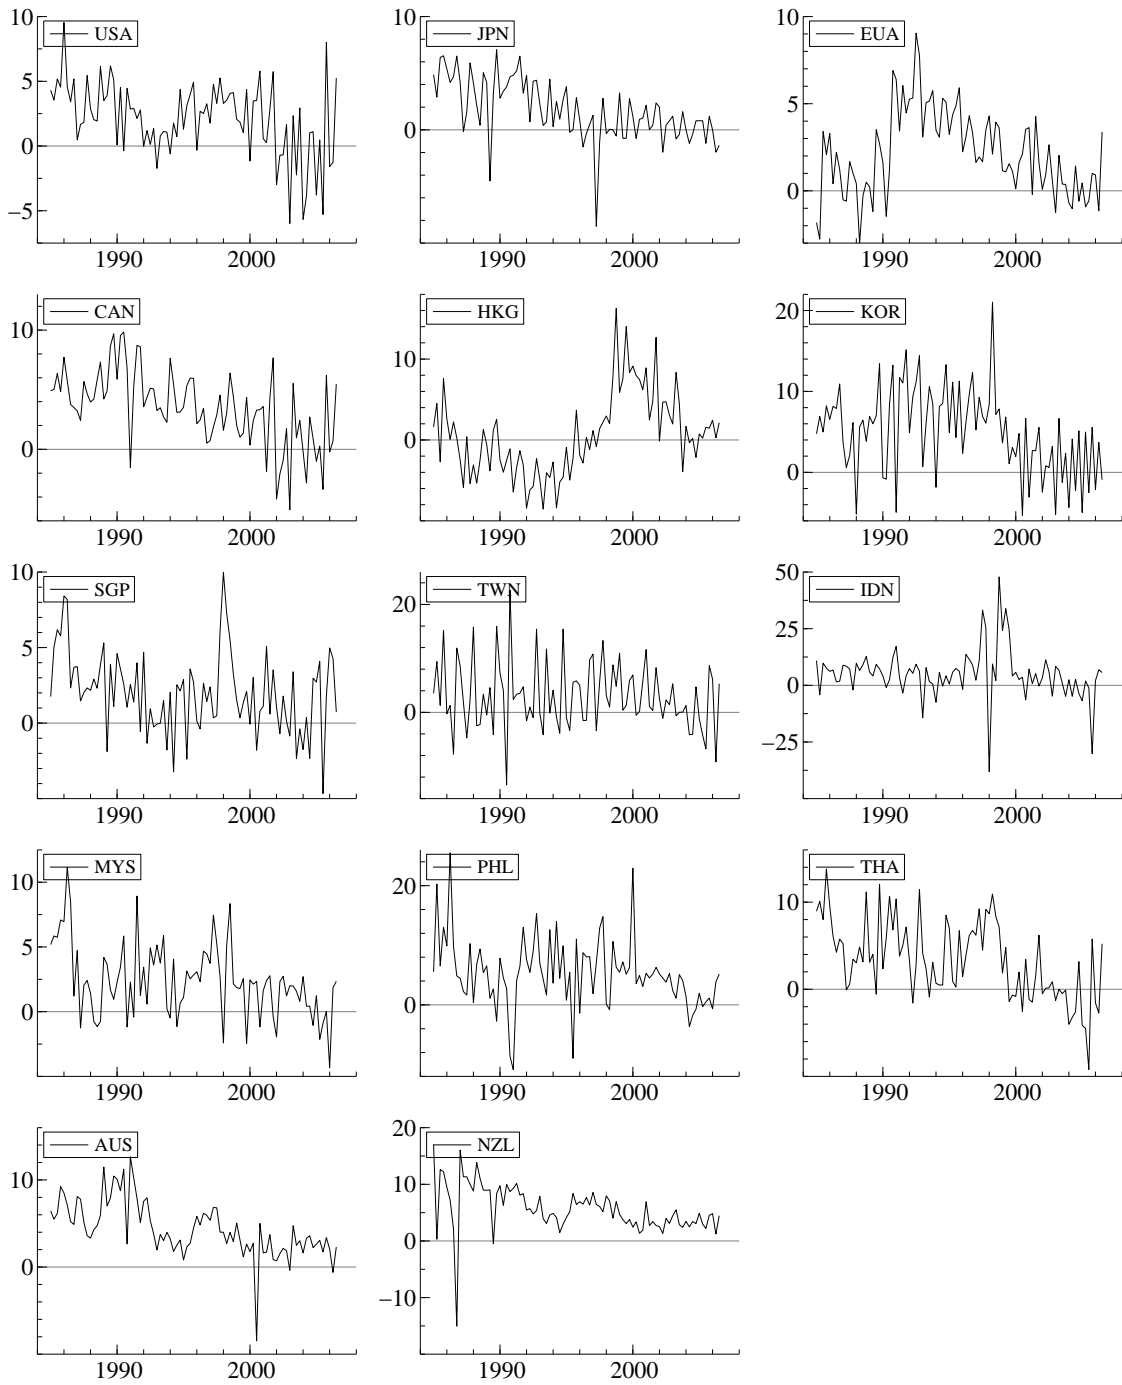 10 USA 10 JPN 10 EUA
5 5 5
0 0 0
−5
1990 2000 1990 2000 1990 2000
10 CAN HKG 20 KOR
10 10
0 0 0
1990 2000 1990 2000 1990 2000
10 SGP 20 TWN 50 IDN
5 25
0 0 0
−25
1990 2000 1990 2000 1990 2000
10 MYS 20 PHL 10 THA
5
0 0 0
1990 2000 1990 2000 1990 2000
AUS 20 NZL
10 10
0 0
−10
1990 2000 1990 2000